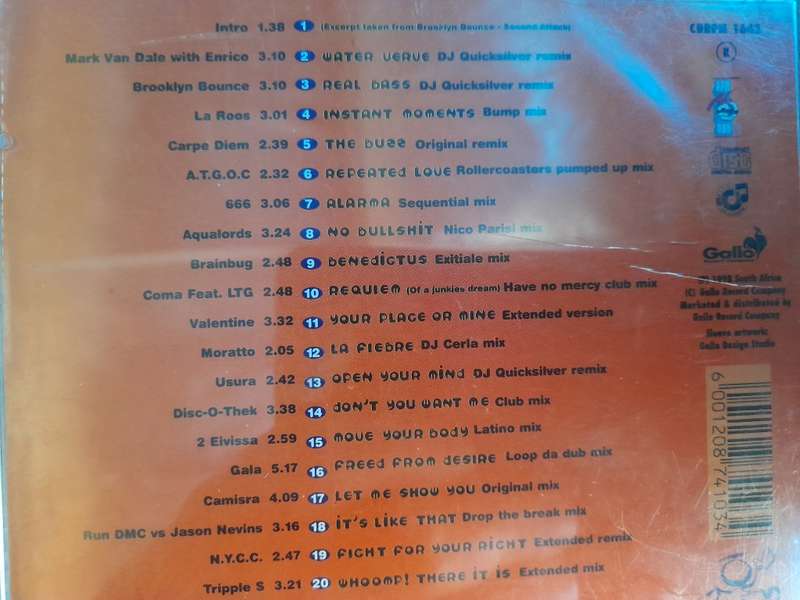 Intro 1.38 1 (Excerpt taken from Brooklyn Bounce - Second Attack)
Mark Van Dale with Enrico 3.10 2 WATER VERVE DJ Quicksilver remix
Brooklyn Bounce 3.10 3 REAL BASS DJ Quicksilver remix
La Roos 3.01 4 INSTANT MOMENTS Bump mix
Carpe Diem 2.39 5 THE BUZZ Original remix
A.T.G.O.C 2.32 6 REPEATED LOVE Rollercoasters pumped up mix
666 3.06 7 ALARMA Sequential mix
Aqualords 3.24 8 NO BULLSHIT Nico Parisi mix
Brainbug 2.48 9 BENEDICTUS Exitiale mix
Coma Feat. LTG 2.48 10 REQUIEM (Of a junkies dream) Have no mercy club mix
Valentine 3.32 11 YOUR PLACE OR MINE Extended version
Moratto 2.05 12 LA FIEBRE DJ Cerla mix
Usura 2.42 13 OPEN YOUR MIND DJ Quicksilver remix
Disc-O-Thek 3.38 14 DON'T YOU WANT ME Club mix
2 Eivissa 2.59 15 MOVE YOUR BODY Latino mix
Gala 5.17 16 FREED FROM DESIRE Loop da dub mix
Camisra 4.09 17 LET ME SHOW YOU Original mix
Run DMC vs Jason Nevins 3.16 18 IT'S LIKE THAT Drop the break mix
N.Y.C.C. 2.47 19 FIGHT FOR YOUR RIGHT Extended remix
Tripple S 3.21 20 WHOOMP! THERE IT IS Extended mix
CDRPM 1643
R
COMPACT
disc
DIGITAL AUDIO
Gallo
(P) 1998 South Africa
(C) Gallo Record Company
Marketed & distributed by
Gallo Record Company
Sleeve artwork:
Gallo Design Studio
6 001208 741034